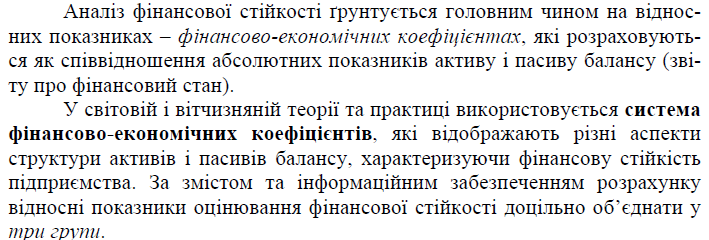 Аналіз фінансової стійкості ґрунтується головним чином на віднос-
них показниках – фінансово-економічних коефіцієнтах, які розраховують-
ся як співвідношення абсолютних показників активу і пасиву балансу (зві-
ту про фінансовий стан).
У світовій і вітчизняній теорії та практиці використовується система
фінансово-економічних коефіцієнтів, які відображають різні аспекти
структури активів і пасивів балансу, характеризуючи фінансову стійкість
підприємства. За змістом та інформаційним забезпеченням розрахунку
відносні показники оцінювання фінансової стійкості доцільно об’єднати у
три групи.